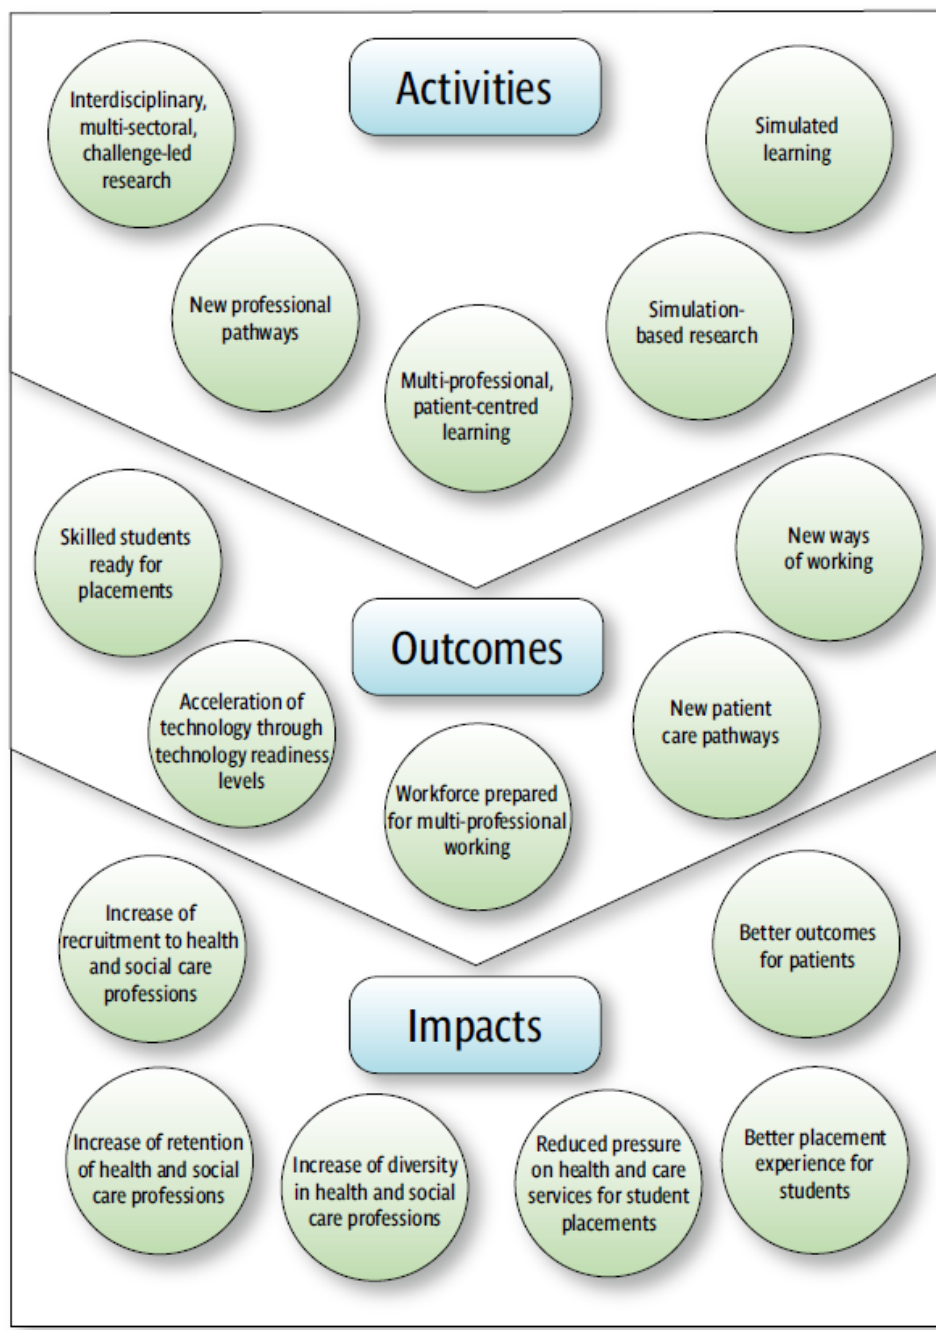 Activities
Interdisciplinary,
multi-sectoral,
challenge-led
research
Simulated
learning
New professional
pathways
Simulation-
based research
Multi-professional,
patient-centred
learning
Outcomes
Skilled students
ready for
placements
New ways
of working
Acceleration of
technology through
technology readiness
levels
New patient
care pathways
Workforce prepared
for multi-professional
working
Impacts
Increase of
recruitment to health
and social care
professions
Better outcomes
for patients
Increase of retention
of health and social
care professions
Increase of diversity
in health and social
care professions
Reduced pressure
on health and care
services for student
placements
Better placement
experience for
students